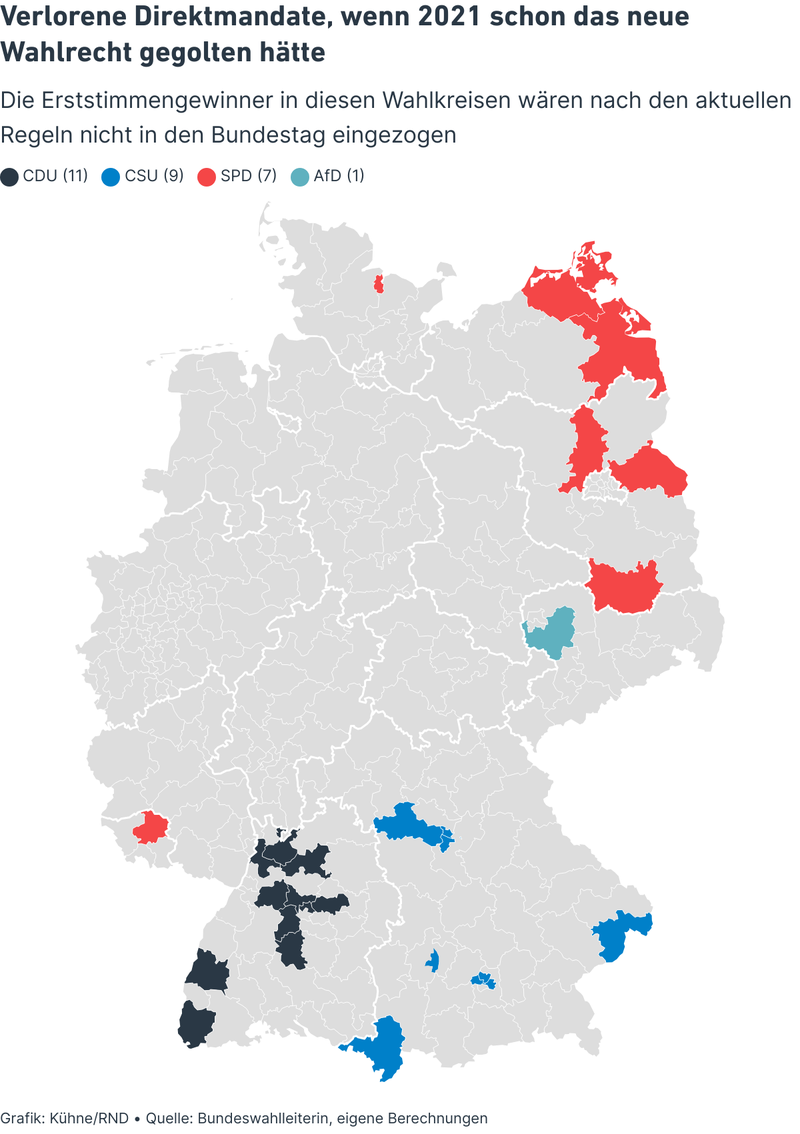 Verlorene Direktmandate, wenn 2021 schon das neue
Wahlrecht gegolten hätte
Die Erststimmengewinner in diesen Wahlkreisen wären nach den aktuellen
Regeln nicht in den Bundestag eingezogen
CDU (11) CSU (9) SPD (7) AfD (1)
Grafik: Kühne/RND • Quelle: Bundeswahlleiterin, eigene Berechnungen